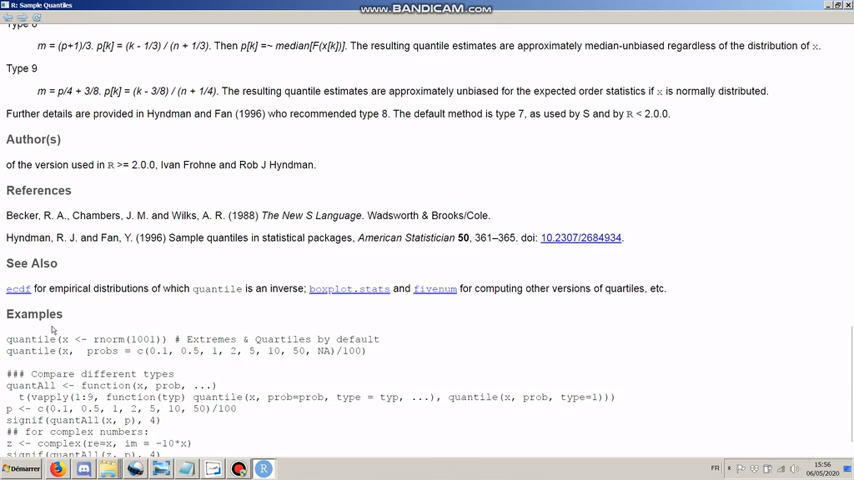 R: Sample Quantiles
www.BANDICAM.com
Type 8
m = (p+1)/3. p[k] = (k - 1/3) / (n + 1/3). Then p[k] =~ median[F(x[k])]. The resulting quantile estimates are approximately median-unbiased regardless of the distribution of x.
Type 9
m = p/4 + 3/8. p[k] = (k - 3/8) / (n + 1/4). The resulting quantile estimates are approximately unbiased for the expected order statistics if x is normally distributed.
Further details are provided in Hyndman and Fan (1996) who recommended type 8. The default method is type 7, as used by S and by R < 2.0.0.
Author(s)
of the version used in R >= 2.0.0, Ivan Frohne and Rob J Hyndman.
References
Becker, R. A., Chambers, J. M. and Wilks, A. R. (1988) The New S Language. Wadsworth & Brooks/Cole.
Hyndman, R. J. and Fan, Y. (1996) Sample quantiles in statistical packages, American Statistician 50, 361–365. doi: 10.2307/2684934.
See Also
ecdf for empirical distributions of which quantile is an inverse; boxplot.stats and fivenum for computing other versions of quartiles, etc.
Examples
quantile(x <- rnorm(1001)) # Extremes & Quartiles by default
quantile(x,  probs = c(0.1, 0.5, 1, 2, 5, 10, 50, NA)/100)
### Compare different types
quantAll <- function(x, prob, ...)
  t(vapply(1:9, function(typ) quantile(x, prob=prob, type = typ, ...), quantile(x, prob, type=1)))
p <- c(0.1, 0.5, 1, 2, 5, 10, 50)/100
signif(quantAll(x, p), 4)
## for complex numbers:
z <- complex(re=x, im = -10*x)
signif(quantAll(z, p), 4)
Démarrer
FR
15:56
06/05/2020